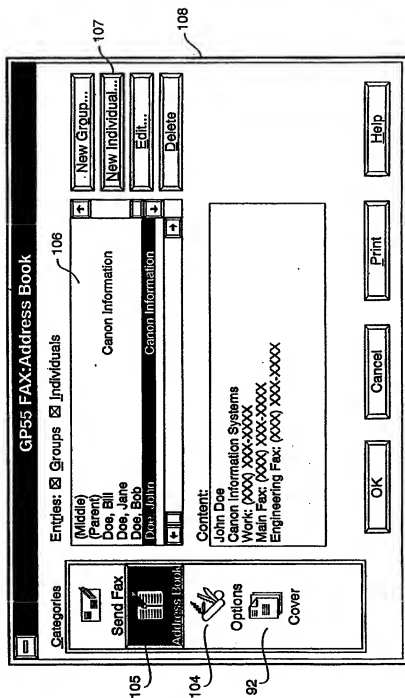 GP55 FAX:Address Book
Categories
Send Fax
Address Book
Options
Cover
Entries: Groups Individuals
(Middle)
(Parent)
Doe, Bill Canon Information
Doe, Jane
Doe, Bob
Doe, John Canon Information
New Group...
New Individual...
Edit...
Delete
Content:
John Doe
Canon Information Systems
Work: (XXX) XXX-XXXX
Main Fax: (XXX) XXX-XXXX
Engineering Fax: (XXX) XXX-XXXX
OK Cancel Print Help
105
104
92
106
107
108